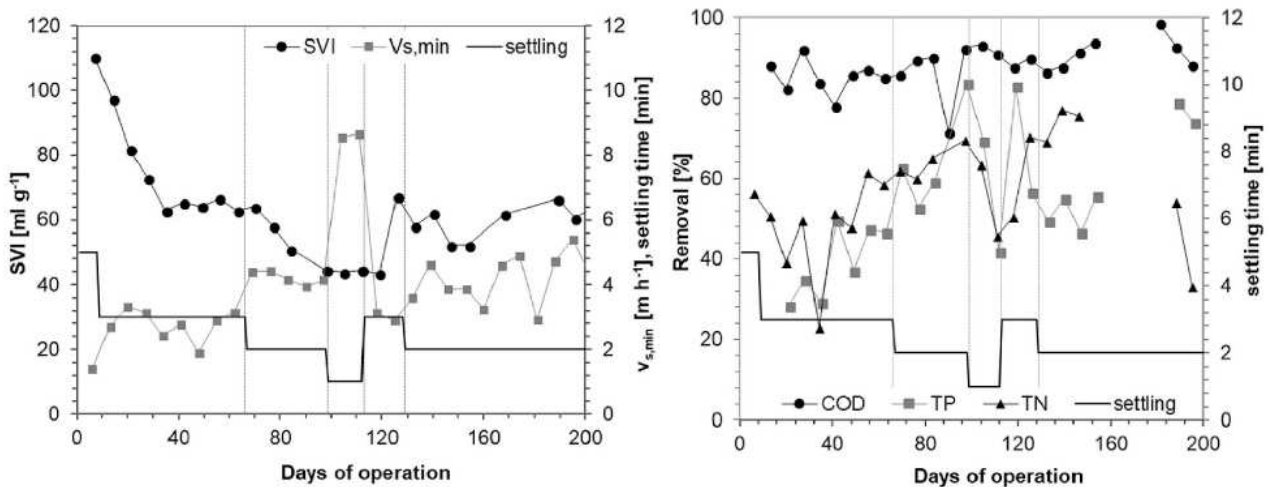 120
100
80
60
40
20
0
SVI [ml g⁻¹]
SVI
Vs,min
settling
12
10
8
6
4
2
0
v s,min [m h⁻¹], settling time [min]
0 40 80 120 160 200
Days of operation
100
80
60
40
20
0
Removal [%]
COD
TP
TN
settling
12
10
8
6
4
2
0
settling time [min]
0 40 80 120 160 200
Days of operation